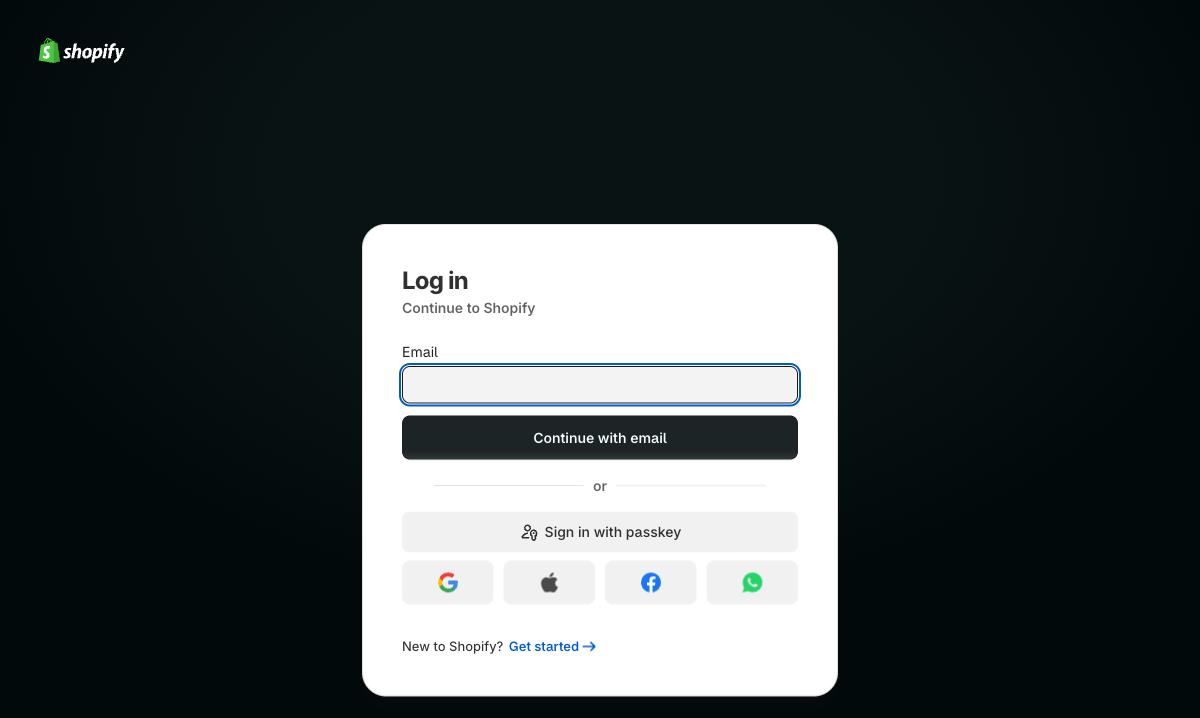 shopify
Log in
Continue to Shopify
Email
Continue with email
or
Sign in with passkey
New to Shopify? Get started →